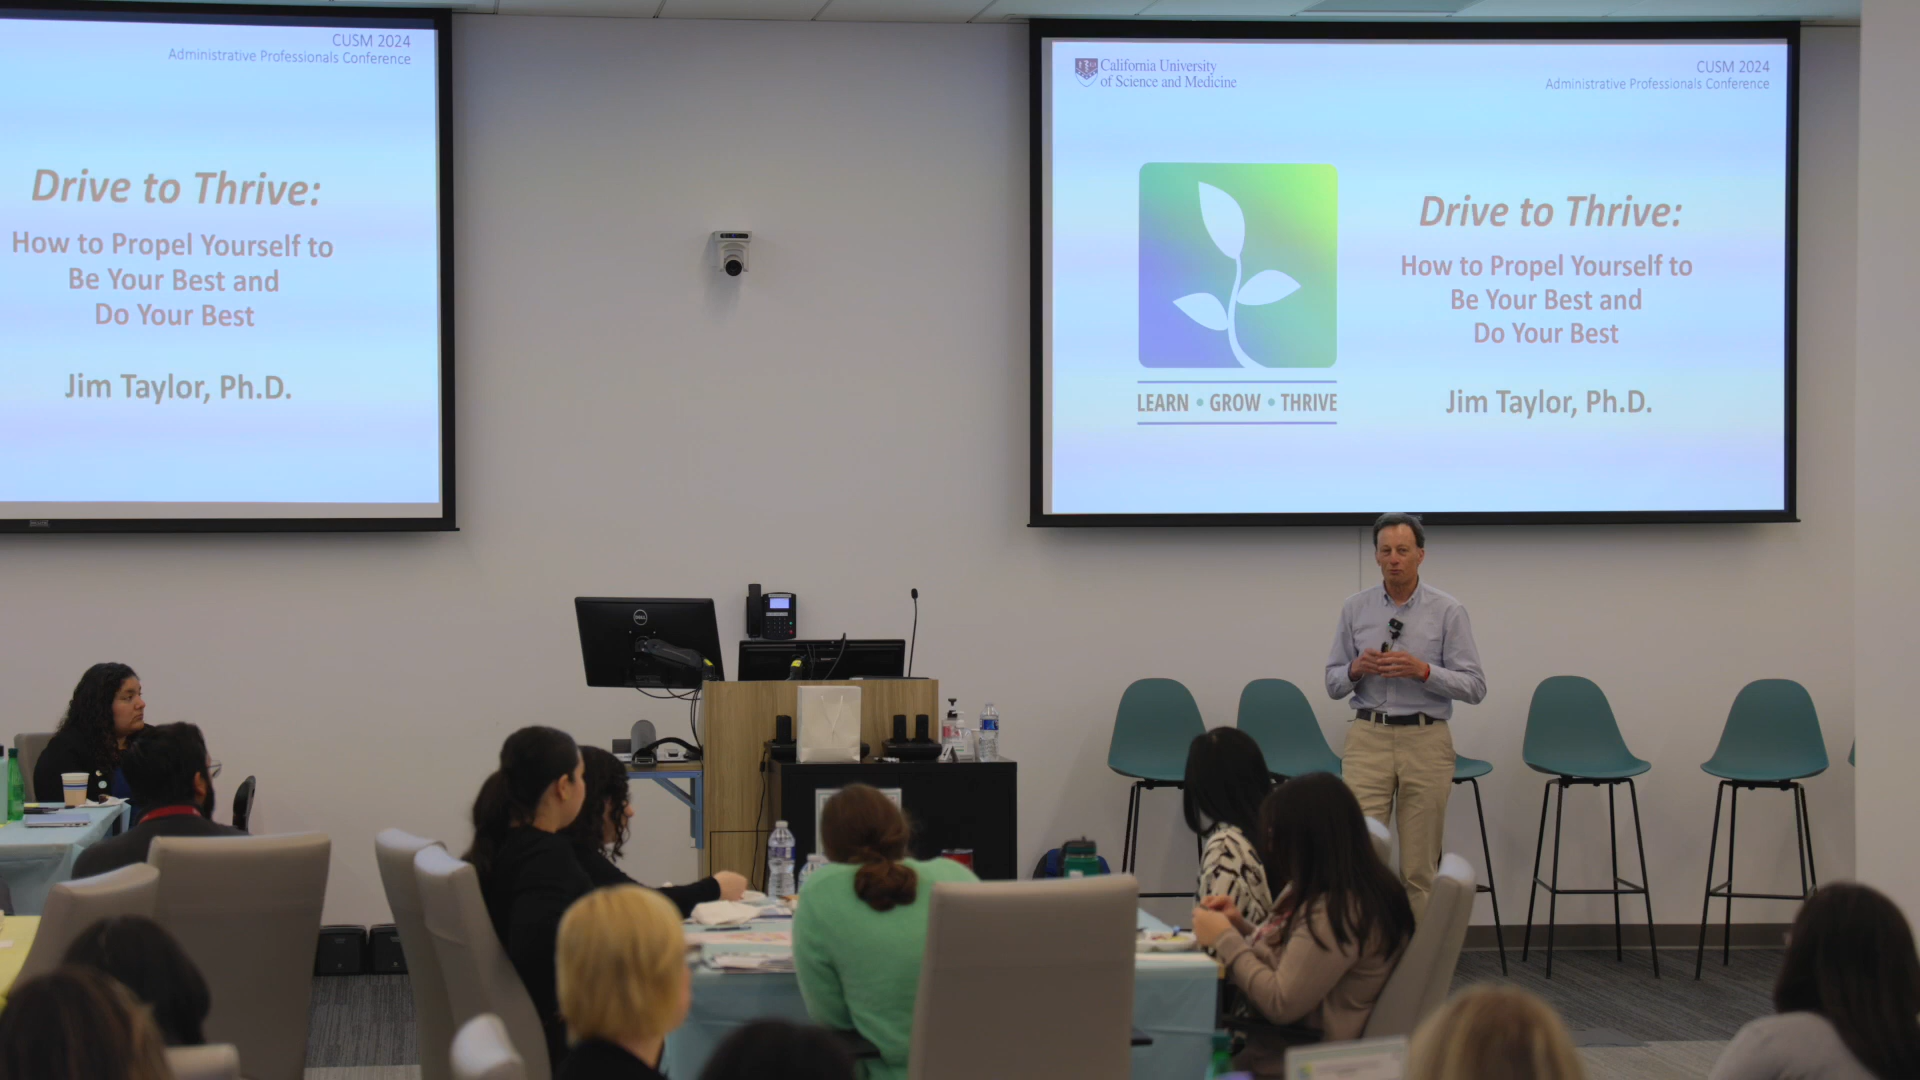 CUSM 2024
Administrative Professionals Conference
Drive to Thrive:
How to Propel Yourself to
Be Your Best and
Do Your Best
Jim Taylor, Ph.D.
California University
of Science and Medicine
CUSM 2024
Administrative Professionals Conference
Drive to Thrive:
How to Propel Yourself to
Be Your Best and
Do Your Best
Jim Taylor, Ph.D.
LEARN • GROW • THRIVE
DELL